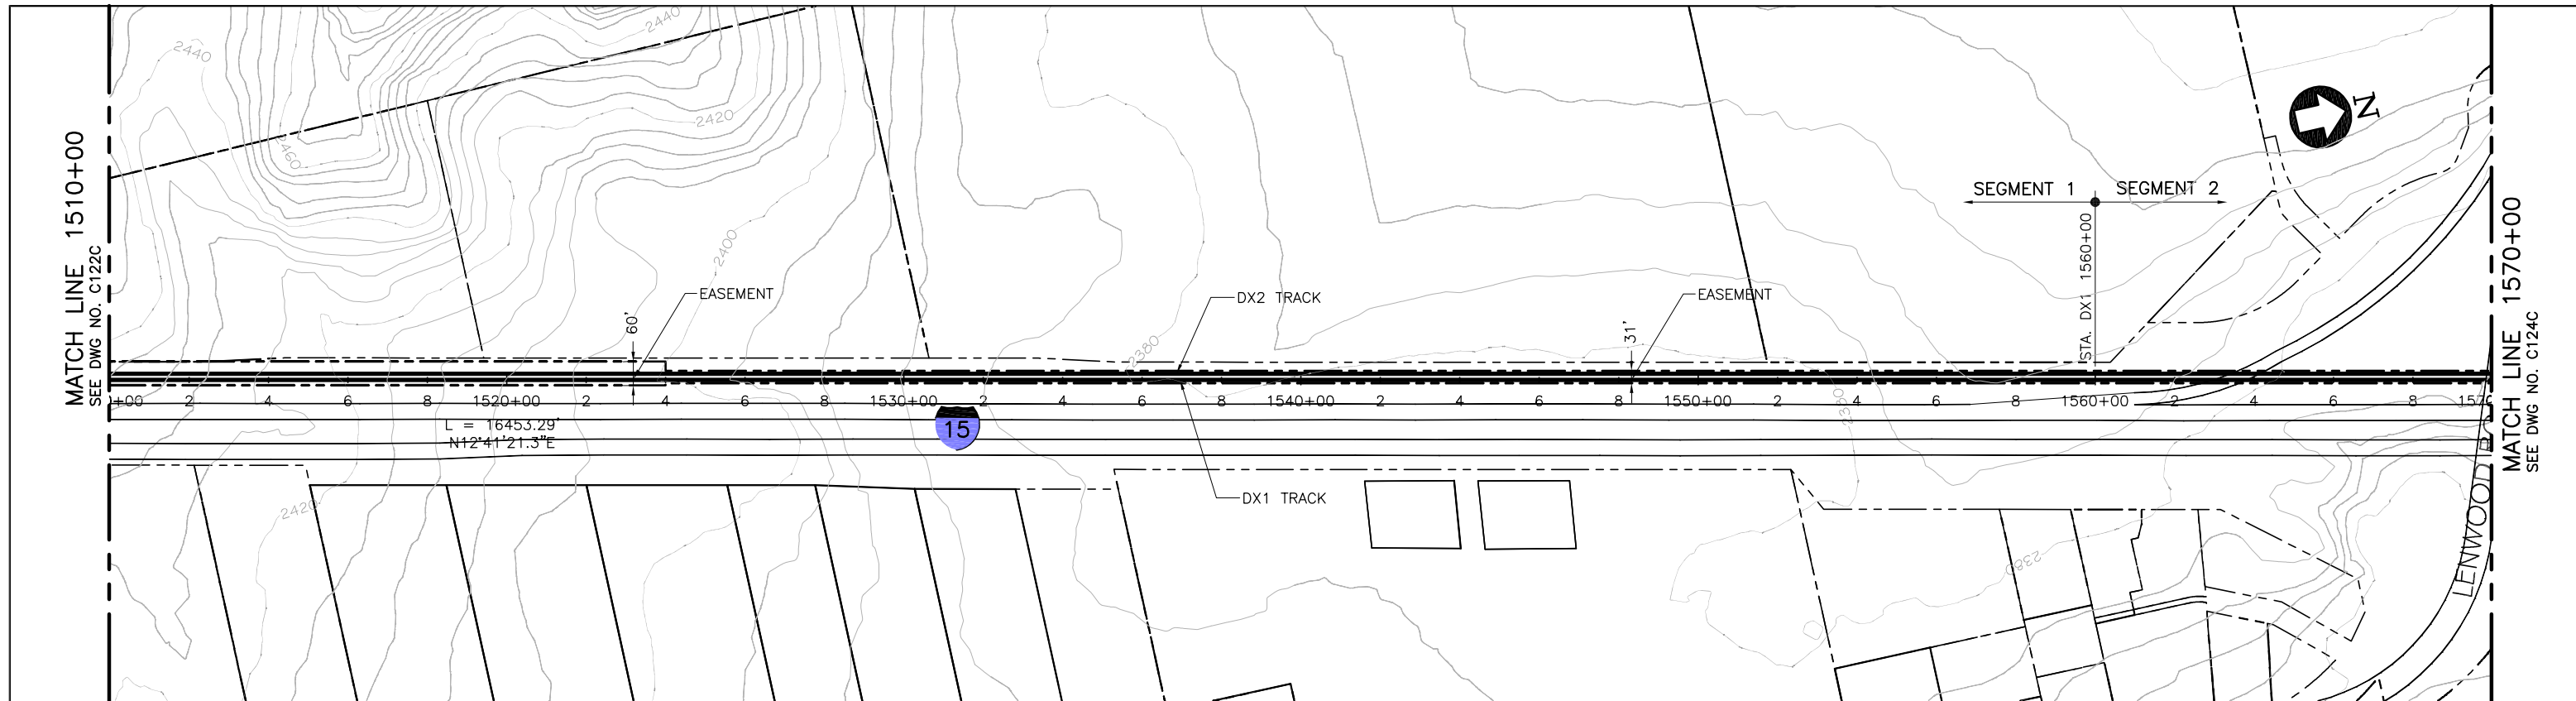 MATCH LINE 1510+00
SEE DWG NO. C122C
2440
2440
2460
2420
2400
2380
N
SEGMENT 1
SEGMENT 2
STA. DX1 1560+00
EASEMENT
60'
DX2 TRACK
EASEMENT
31'
+00 2 4 6 8 1520+00 2 4 6 8 1530+00 2 4 6 8 1540+00 2 4 6 8 1550+00 2 4 6 8 1560+00 2 4 6 8 1570
L = 16453.29'
N12°41'21.3"E
15
DX1 TRACK
2420
2380
2380
LENWOOD
MATCH LINE 1570+00
SEE DWG NO. C124C